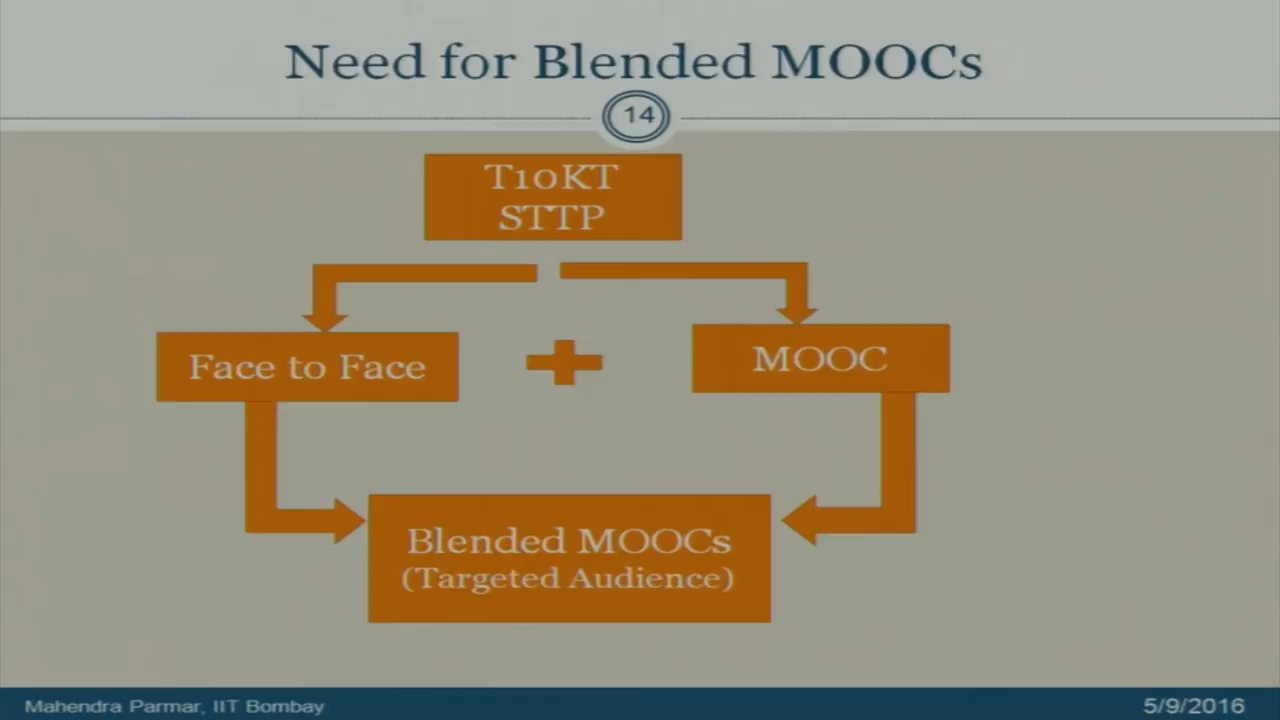 Need for Blended MOOCs
14
T10KT
STTP
Face to Face
MOOC
Blended MOOCs
(Targeted Audience)
Mahendra Parmar, IIT Bombay
5/9/2016